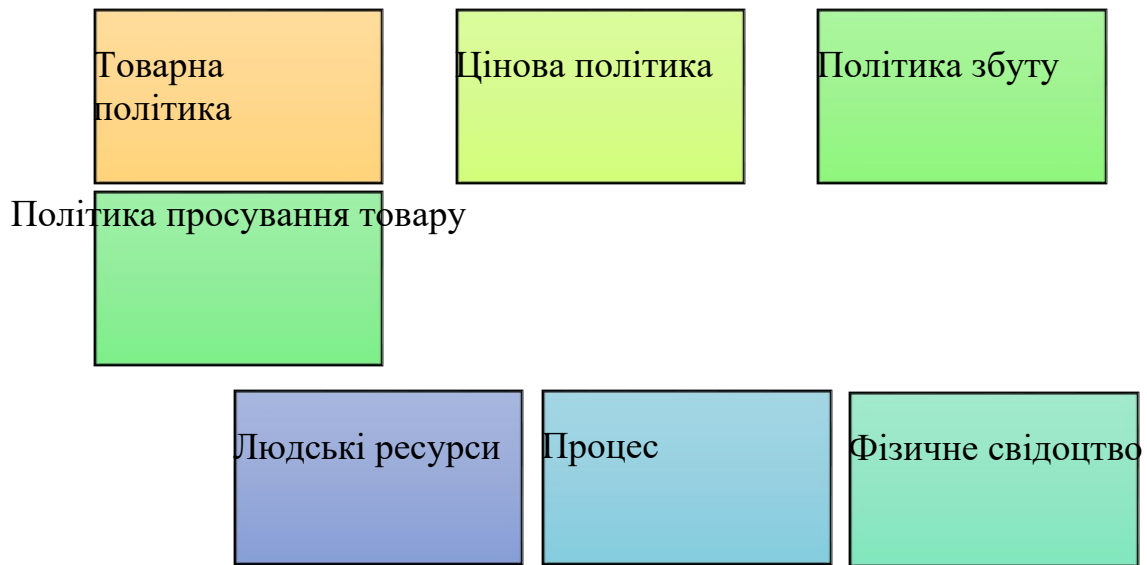 Товарна
політика
Цінова політика
Політика збуту
Політика просування товару
Людські ресурси
Процес
Фізичне свідоцтво